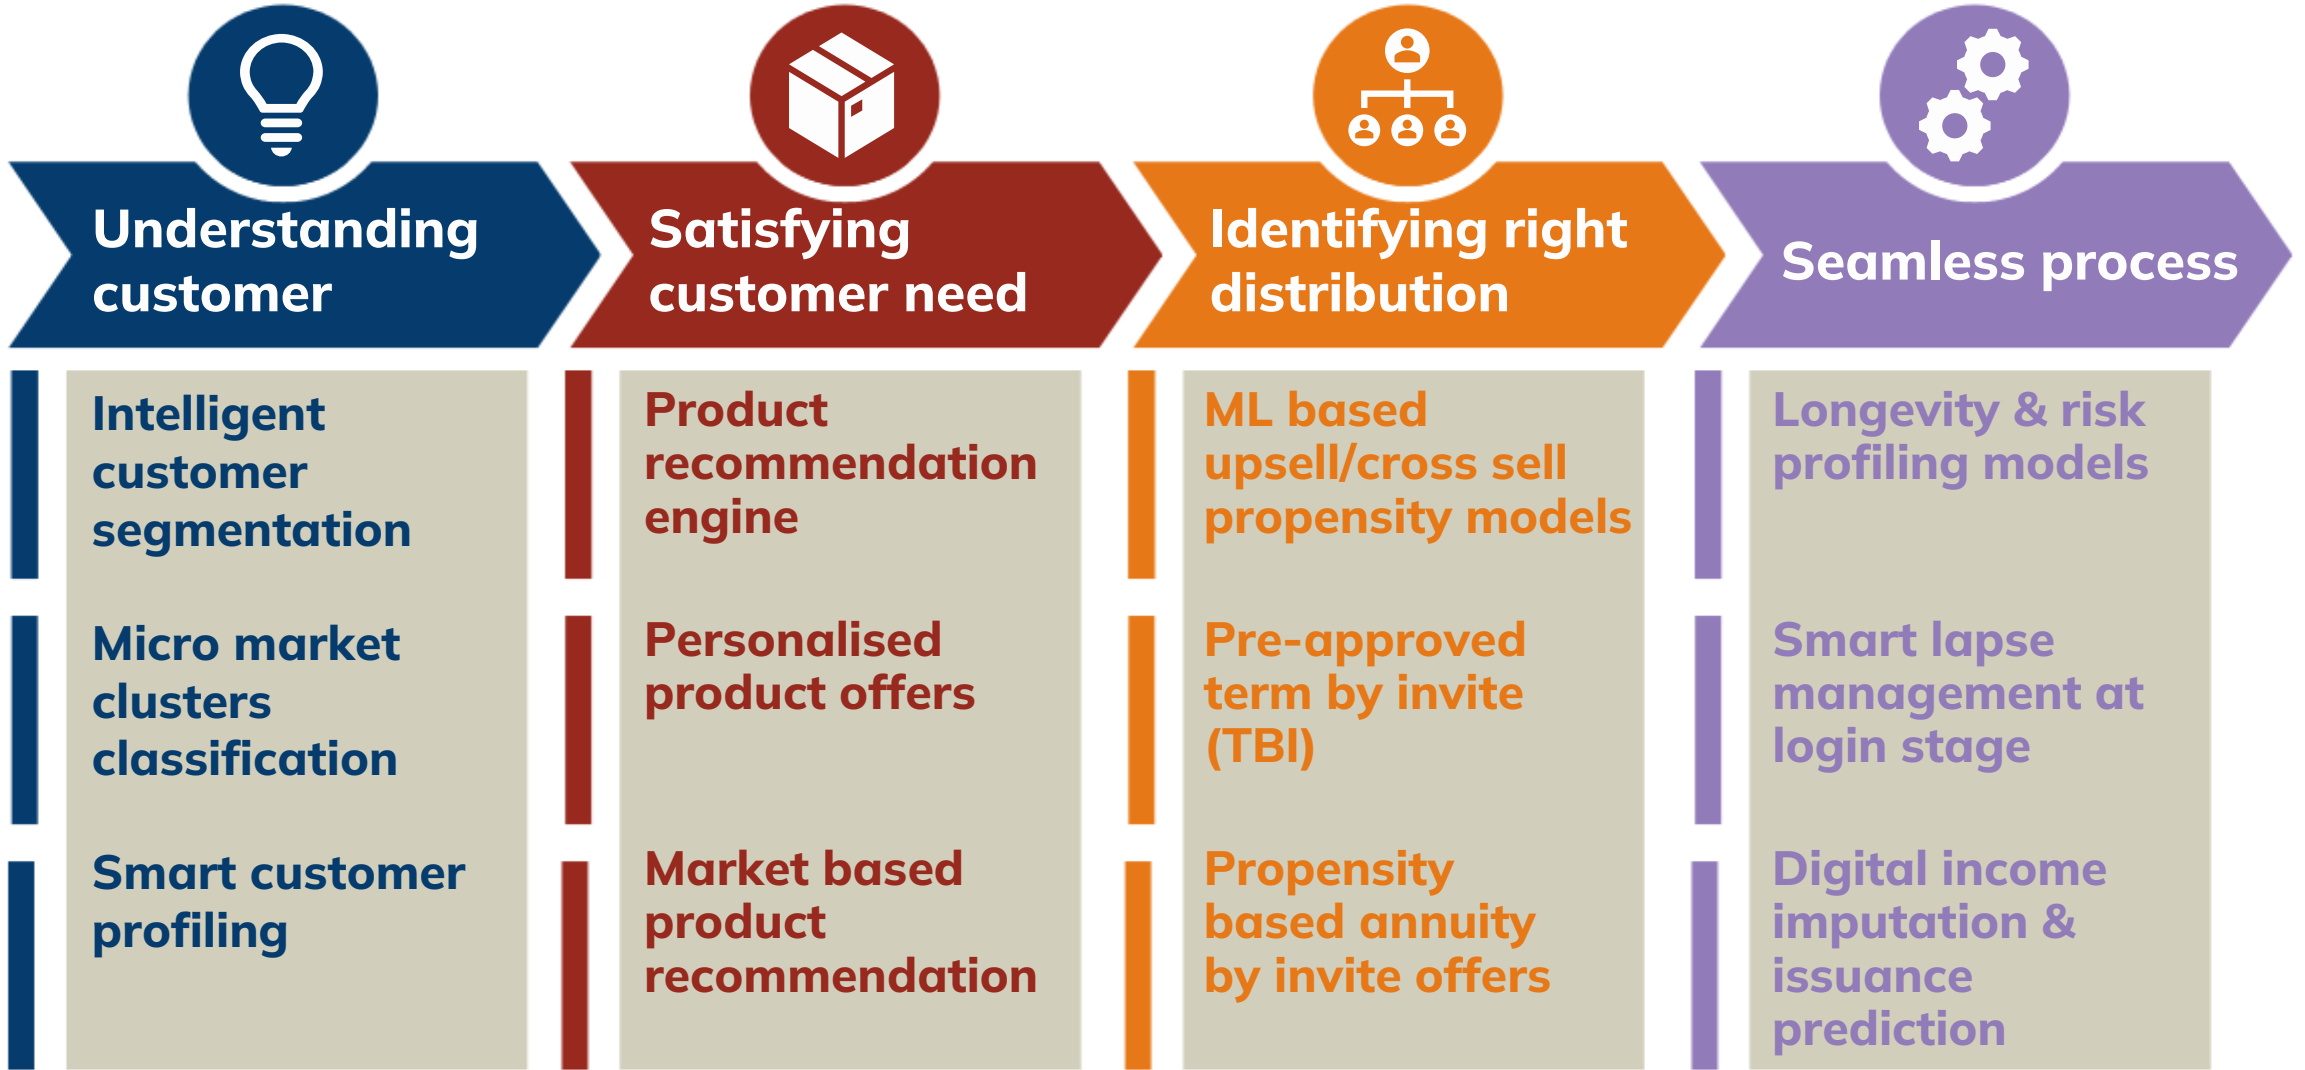 Understanding
customer
Satisfying
customer need
Identifying right
distribution
Seamless process
Intelligent
customer
segmentation
Micro market
clusters
classification
Smart customer
profiling
Product
recommendation
engine
Personalised
product offers
Market based
product
recommendation
ML based
upsell/cross sell
propensity models
Pre-approved
term by invite
(TBI)
Propensity
based annuity
by invite offers
Longevity & risk
profiling models
Smart lapse
management at
login stage
Digital income
imputation &
issuance
prediction